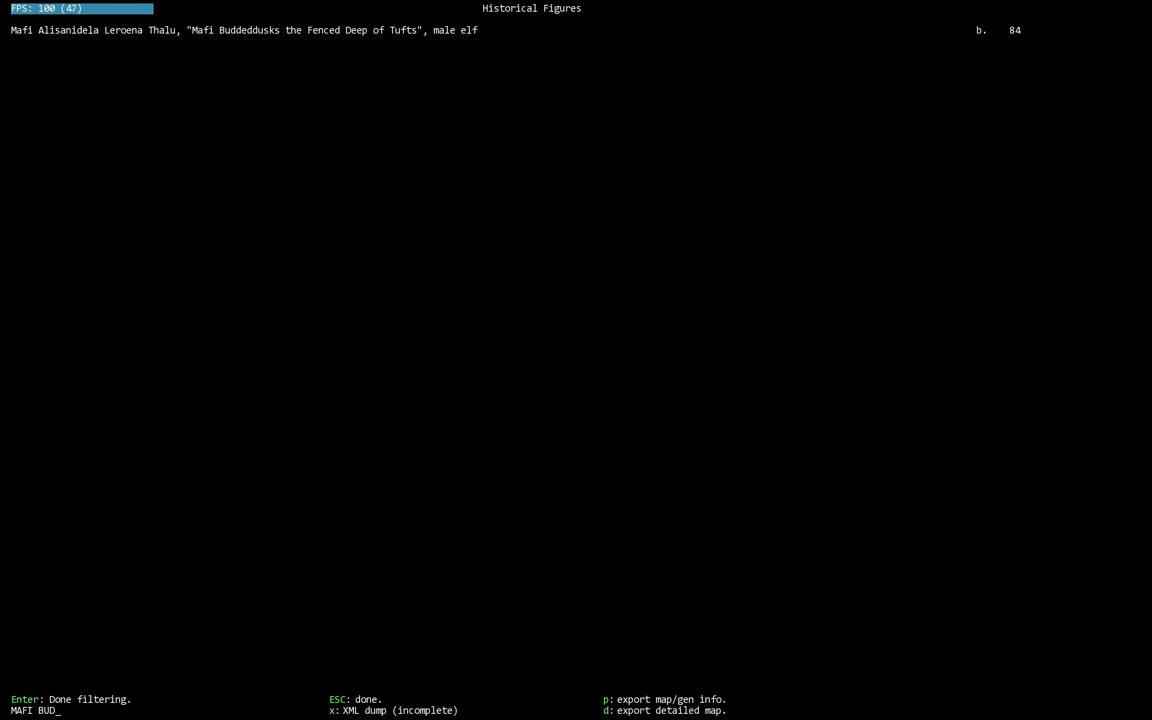 FPS: 100 (47) Historical Figures
Mafi Alisanidela Leroena Thalu, "Mafi Buddeddusks the Fenced Deep of Tufts", male elf b. 84
Enter: Done filtering. ESC: done. p: export map/gen info.
MAFI BUD_ x: XML dump (incomplete) d: export detailed map.